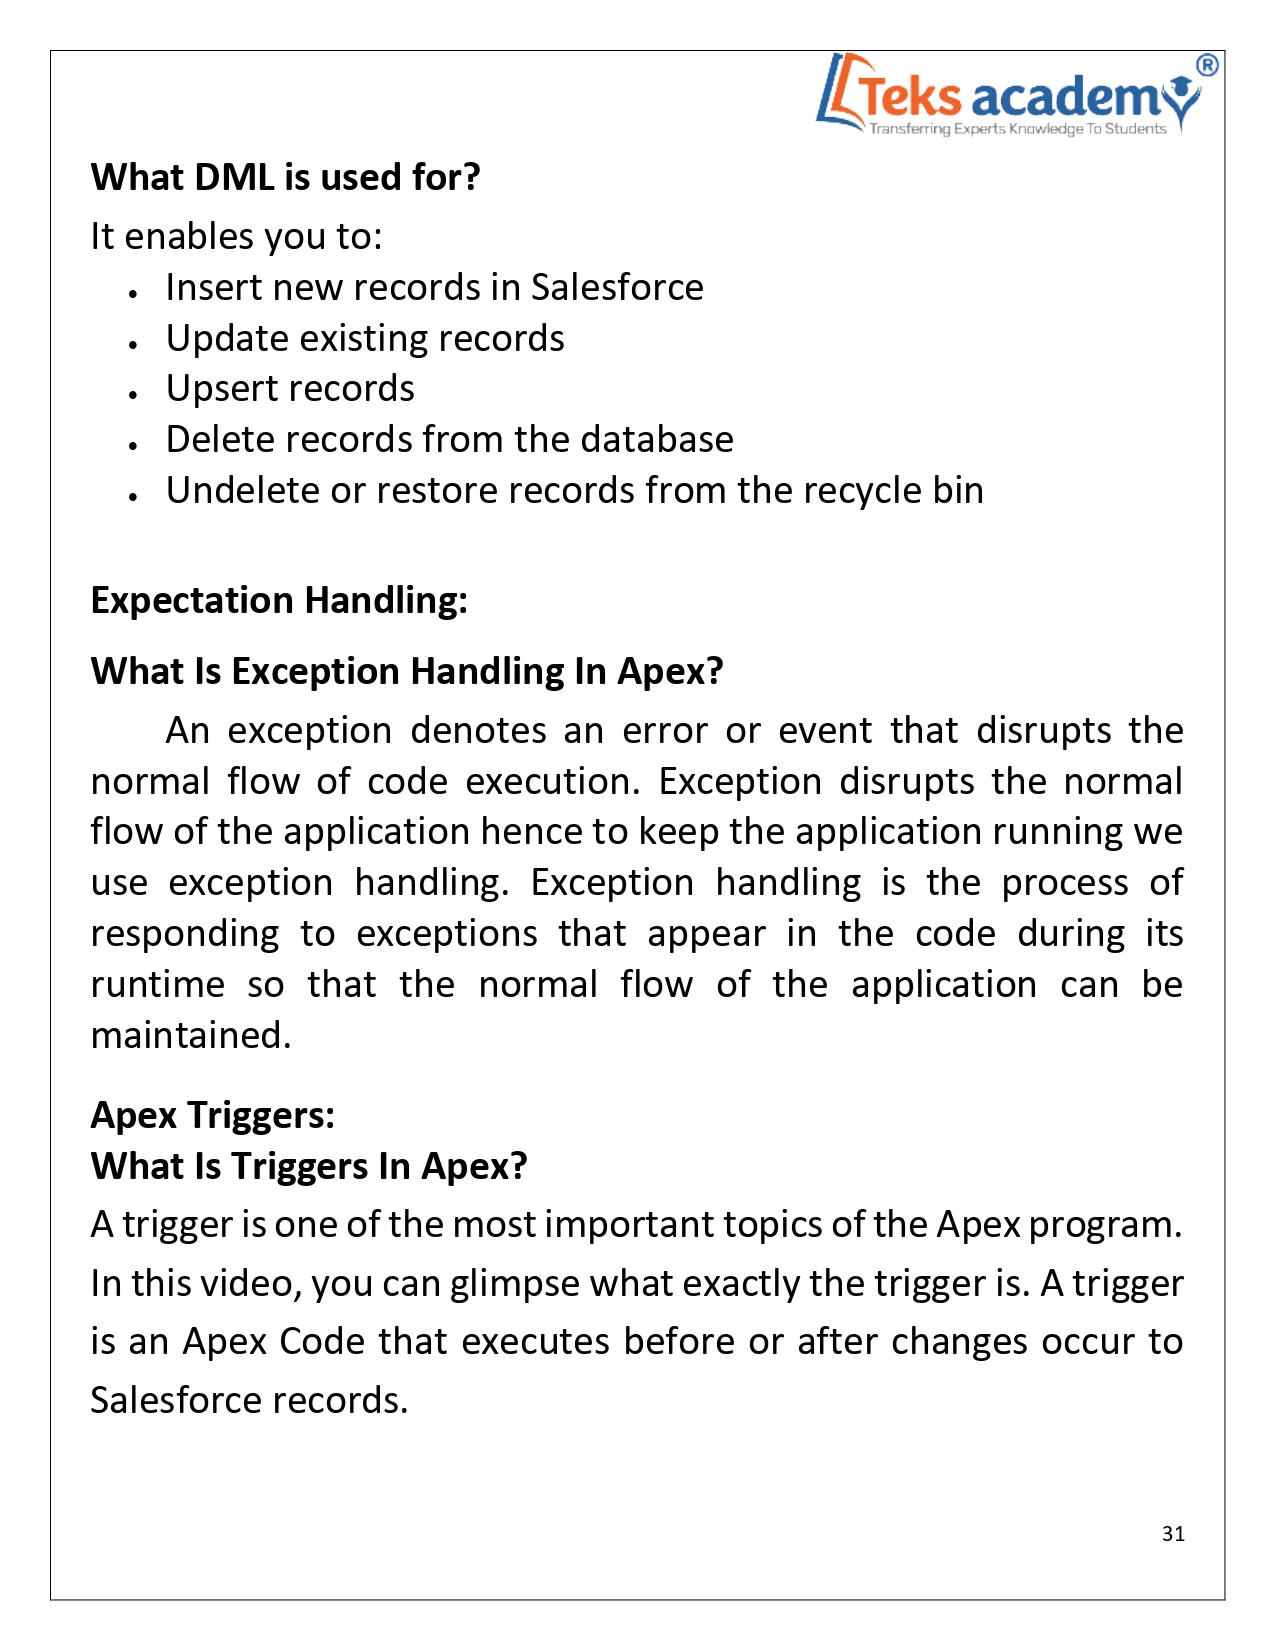 Teks academy®
Transferring Experts Knowledge To Students
What DML is used for?
It enables you to:
• Insert new records in Salesforce
• Update existing records
• Upsert records
• Delete records from the database
• Undelete or restore records from the recycle bin
Expectation Handling:
What Is Exception Handling In Apex?
An exception denotes an error or event that disrupts the
normal flow of code execution. Exception disrupts the normal
flow of the application hence to keep the application running we
use exception handling. Exception handling is the process of
responding to exceptions that appear in the code during its
runtime so that the normal flow of the application can be
maintained.
Apex Triggers:
What Is Triggers In Apex?
A trigger is one of the most important topics of the Apex program.
In this video, you can glimpse what exactly the trigger is. A trigger
is an Apex Code that executes before or after changes occur to
Salesforce records.
31